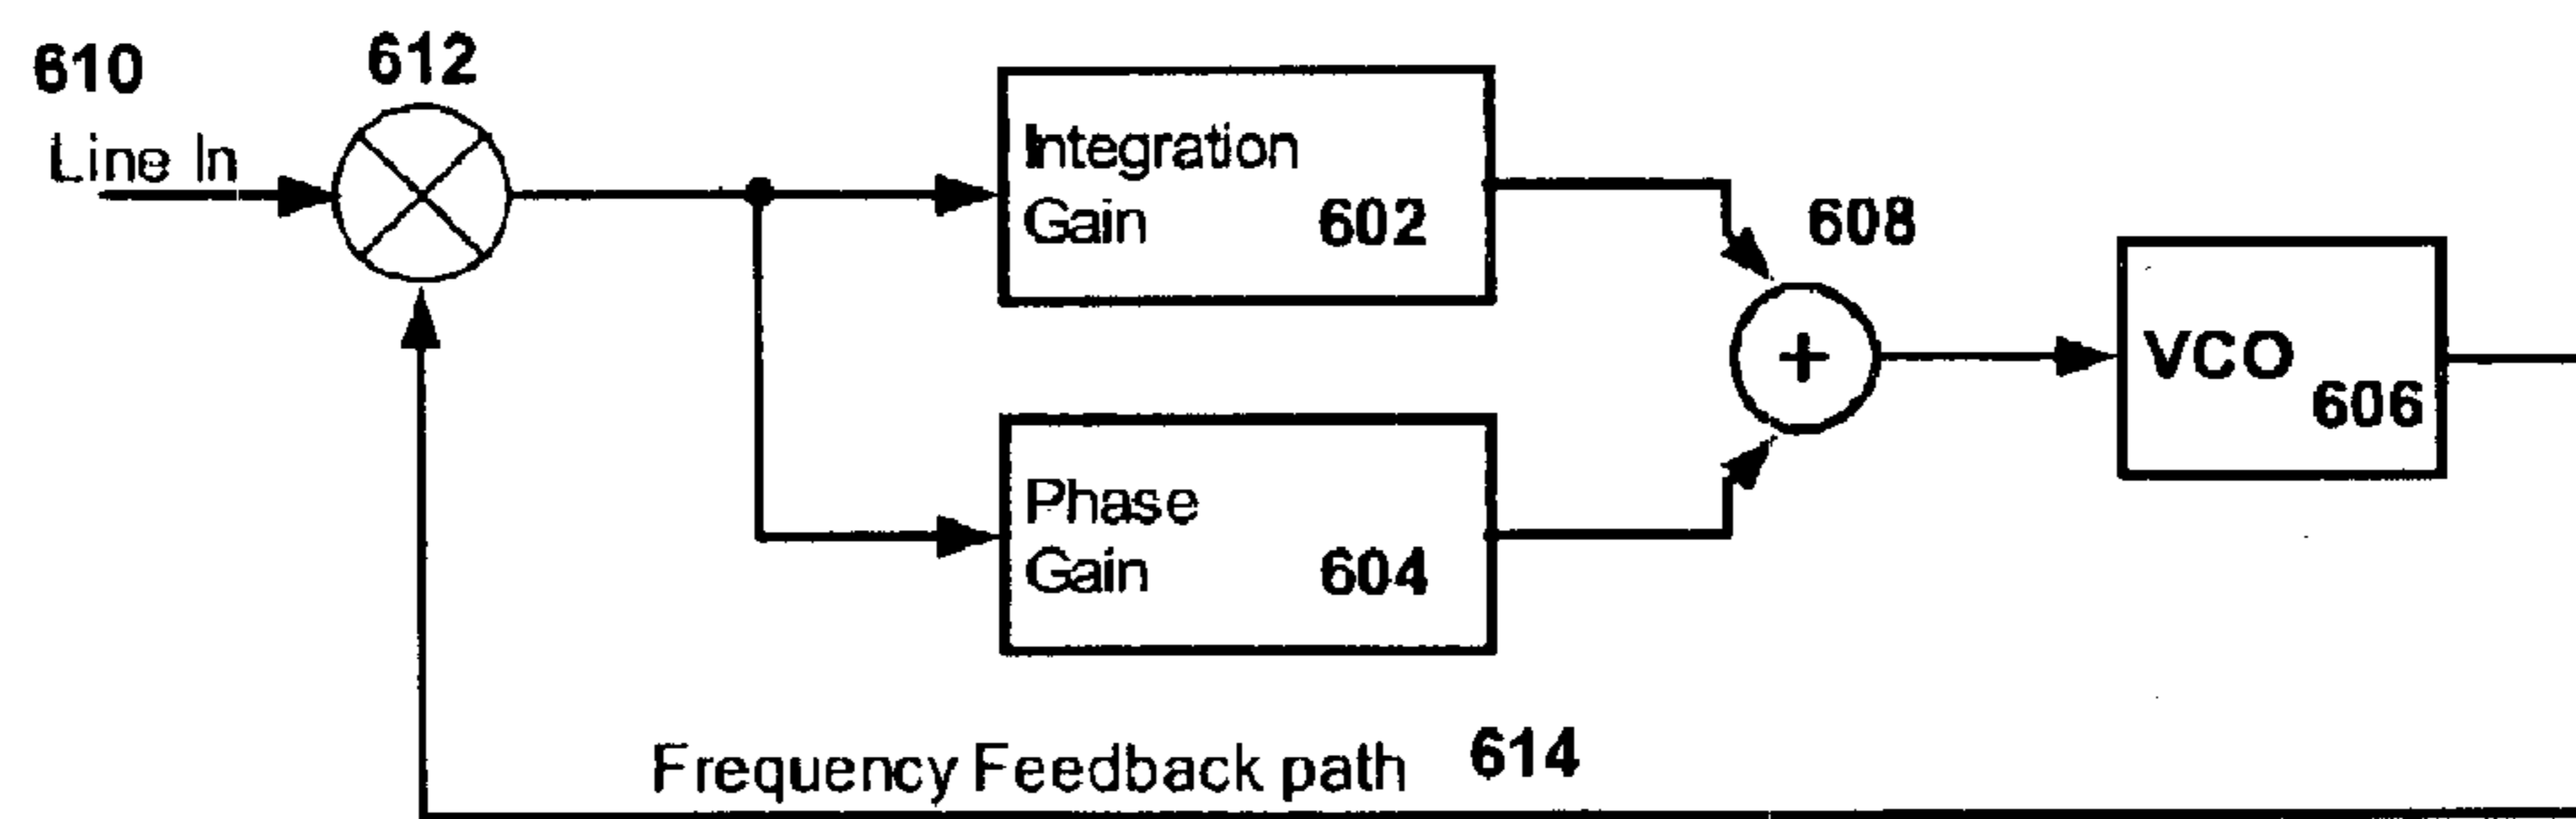 610
612
Line In
Integration
Gain 602
608
VCO
606
Phase
Gain 604
Frequency Feedback path 614
+